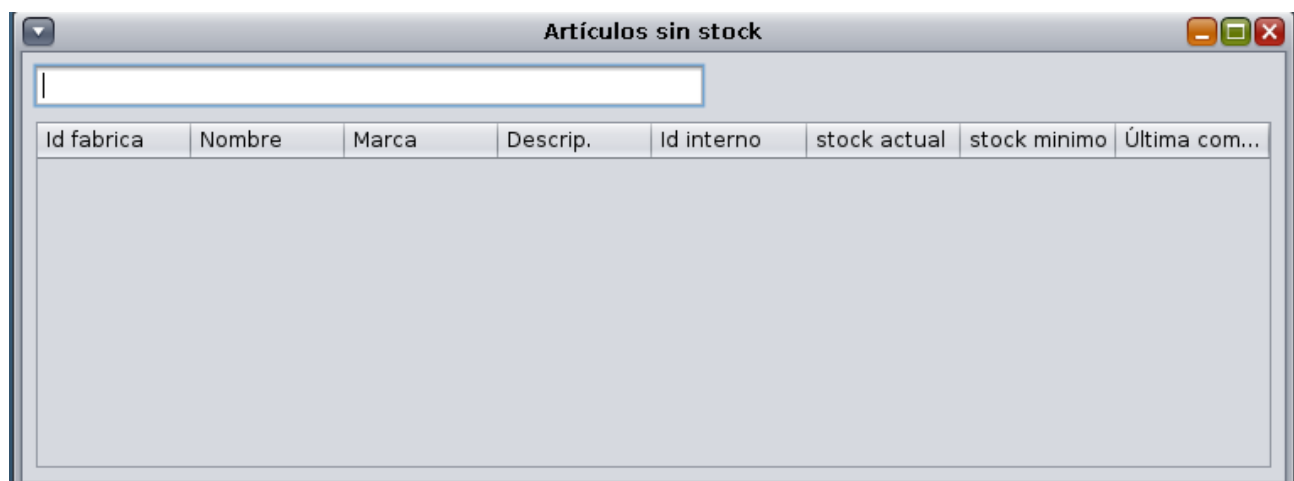 Artículos sin stock
Id fabrica Nombre Marca Descrip. Id interno stock actual stock minimo Última com...